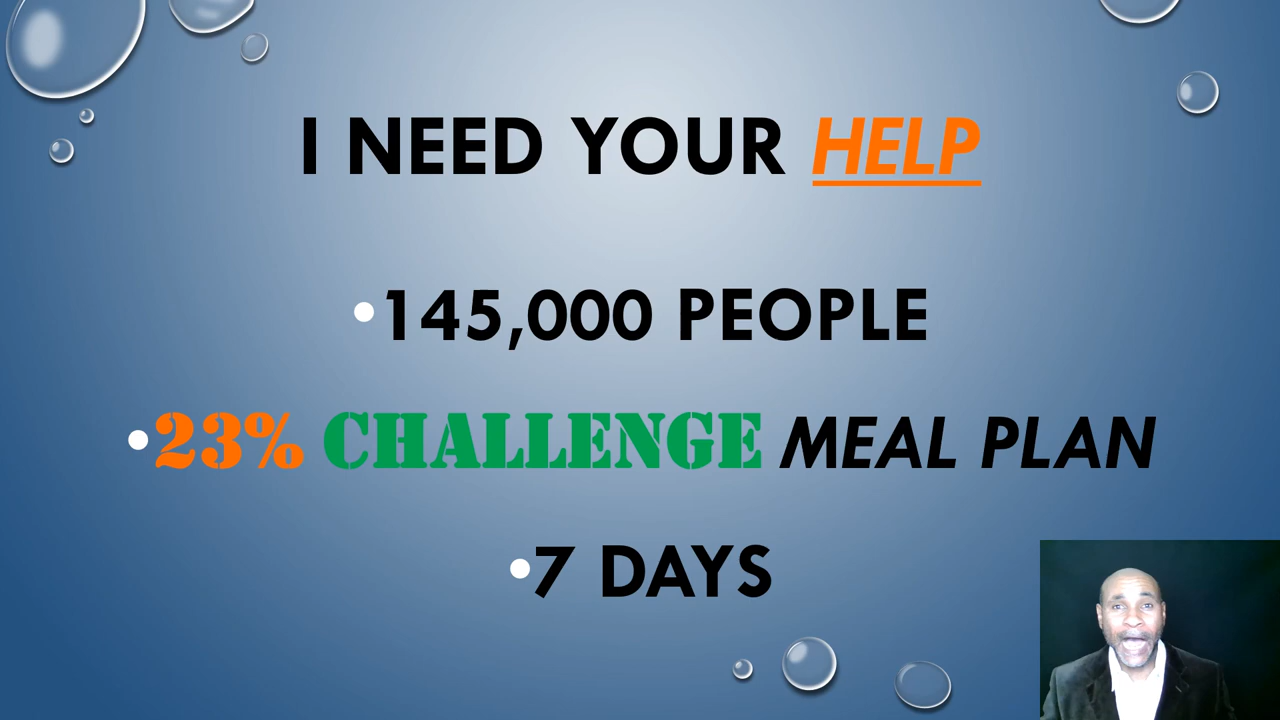 I NEED YOUR HELP
•145,000 PEOPLE
•23% CHALLENGE MEAL PLAN
•7 DAYS